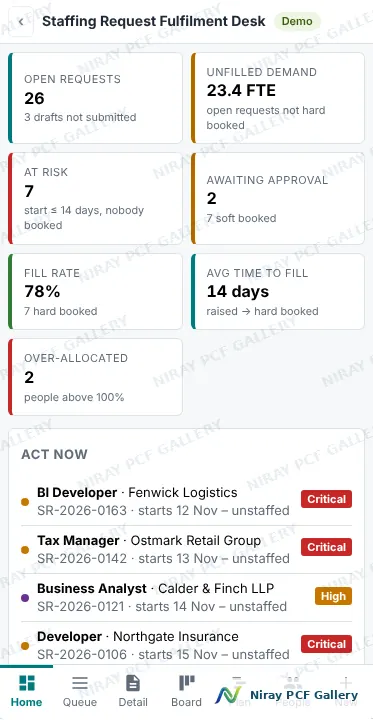 Staffing Request Fulfilment Desk Demo
OPEN REQUESTS
26
3 drafts not submitted
UNFILLED DEMAND
23.4 FTE
open requests not hard
booked
AT RISK
7
start ≤ 14 days, nobody
booked
AWAITING APPROVAL
2
7 soft booked
FILL RATE
78%
7 hard booked
AVG TIME TO FILL
14 days
raised → hard booked
OVER-ALLOCATED
2
people above 100%
ACT NOW
BI Developer · Fenwick Logistics
SR-2026-0163 · starts 12 Nov – unstaffed
Critical
Tax Manager · Ostmark Retail Group
SR-2026-0142 · starts 13 Nov – unstaffed
Critical
Business Analyst · Calder & Finch LLP
SR-2026-0121 · starts 14 Nov – unstaffed
High
Developer · Northgate Insurance
SR-2026-0106 · starts 15 Nov – unstaffed
Critical
Home Queue Detail Board
Niray PCF Gallery
NIRAY PCF GALLERY